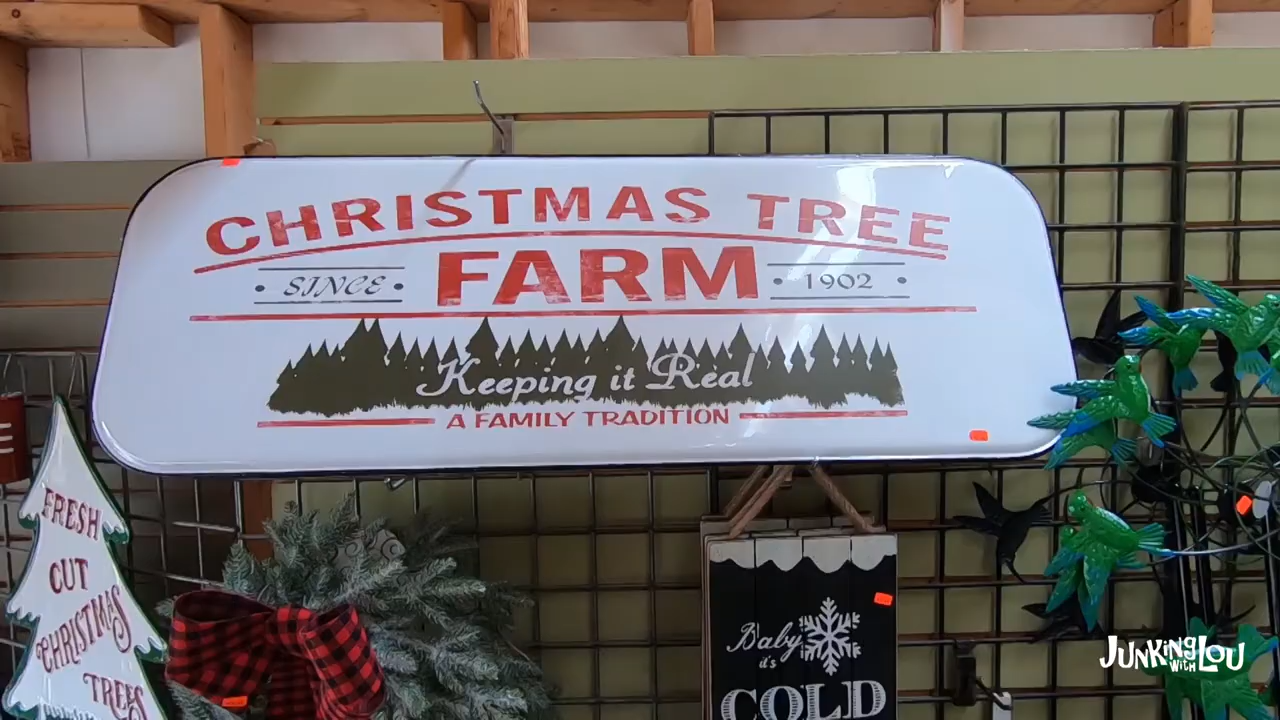 CHRISTMAS TREE
FARM
SINCE
1902
Keeping it Real
A FAMILY TRADITION
FRESH
CUT
CHRISTMAS
TREES
Baby
it's
COLD
JUNKING WITH LOU